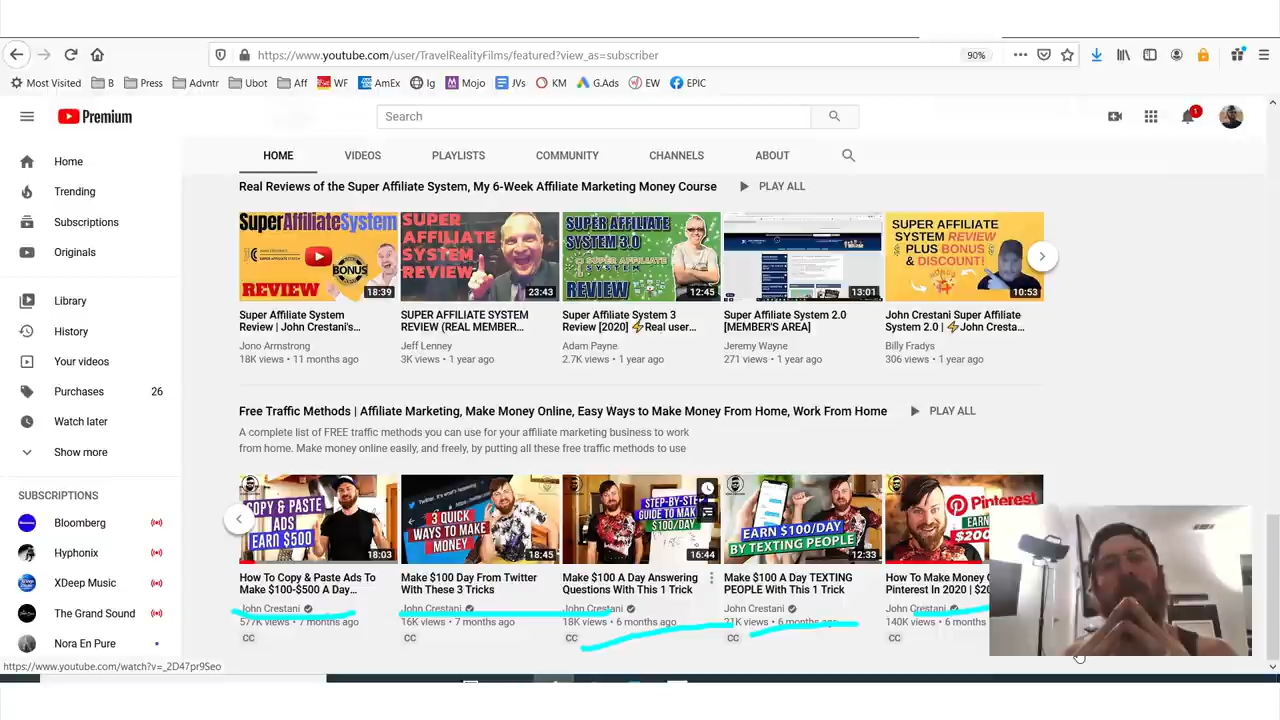 https://www.youtube.com/user/TravelRealityFilms/featured?view_as=subscriber
90%
Most Visited B Press Advntr Ubot Aff WF AmEx Ig Mojo JVs KM G.Ads EW EPIC
Premium
Search
1
HOME VIDEOS PLAYLISTS COMMUNITY CHANNELS ABOUT
Home
Trending
Subscriptions
Originals
Library
History
Your videos
Purchases 26
Watch later
Show more
SUBSCRIPTIONS
Bloomberg
Hyphonix
XDeep Music
The Grand Sound
Nora En Pure
Real Reviews of the Super Affiliate System, My 6-Week Affiliate Marketing Money Course PLAY ALL
SuperAffiliateSystem
BONUS
REVIEW
18:39
SUPER
AFFILIATE
SYSTEM
REVIEW
23:43
SUPER AFFILIATE
SYSTEM 3.0
REVIEW
12:45
13:01
SUPER AFFILIATE
SYSTEM REVIEW
PLUS BONUS
& DISCOUNT!
10:53
Super Affiliate System
Review | John Crestani's...
Jono Armstrong
18K views • 11 months ago
SUPER AFFILIATE SYSTEM
REVIEW (REAL MEMBER...
Jeff Lenney
3K views • 1 year ago
Super Affiliate System 3
Review [2020] ⚡Real user...
Adam Payne
2.7K views • 1 year ago
Super Affiliate System 2.0
[MEMBER'S AREA]
Jeremy Wayne
271 views • 1 year ago
John Crestani Super Affiliate
System 2.0 | ⚡John Cresta...
Billy Fradys
306 views • 1 year ago
Free Traffic Methods | Affiliate Marketing, Make Money Online, Easy Ways to Make Money From Home, Work From Home PLAY ALL
A complete list of FREE traffic methods you can use for your affiliate marketing business to work
from home. Make money online easily, and freely, by putting all these free traffic methods to use
COPY & PASTE
ADS
EARN $500
18:03
3 QUICK
WAYS TO MAKE
MONEY
18:45
STEP-BY-STEP
GUIDE TO MAK
$100/DAY
16:44
EARN $100/DAY
BY TEXTING PEOPLE
12:33
Pinterest
EARN
$200
How To Copy & Paste Ads To
Make $100-$500 A Day...
John Crestani
577K views • 7 months ago
CC
Make $100 Day From Twitter
With These 3 Tricks
John Crestani
16K views • 7 months ago
CC
Make $100 A Day Answering
Questions With This 1 Trick
John Crestani
18K views • 6 months ago
CC
Make $100 A Day TEXTING
PEOPLE With This 1 Trick
John Crestani
21K views • 6 months ago
CC
How To Make Money
Pinterest In 2020 | $20
John Crestani
140K views • 6
CC
https://www.youtube.com/watch?v=_2D47pr9Seo